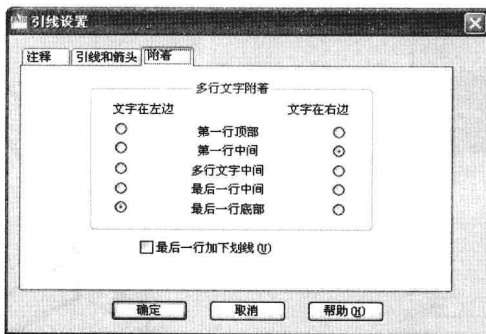 引线设置
注释 引线和箭头 附着
多行文字附着
文字在左边 文字在右边
第一行顶部
第一行中间
多行文字中间
最后一行中间
最后一行底部
最后一行加下划线(U)
确定 取消 帮助(H)